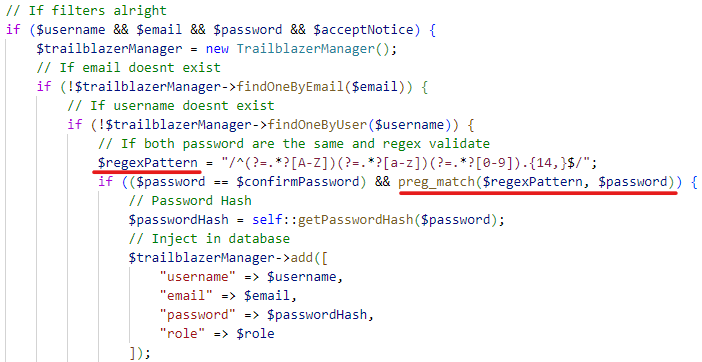 // If filters alright
if ($username && $email && $password && $acceptNotice) {
$trailblazerManager = new TrailblazerManager();
// If email doesnt exist
if (!$trailblazerManager->findOneByEmail($email)) {
// If username doesnt exist
if (!$trailblazerManager->findOneByUser($username)) {
// If both password are the same and regex validate
$regexPattern = "/^(?=.*?[A-Z])(?=.*?[a-z])(?=.*?[0-9]).{14,}$/";
if (($password == $confirmPassword) && preg_match($regexPattern, $password)) {
// Password Hash
$passwordHash = self::getPasswordHash($password);
// Inject in database
$trailblazerManager->add([
"username" => $username,
"email" => $email,
"password" => $passwordHash,
"role" => $role
]);